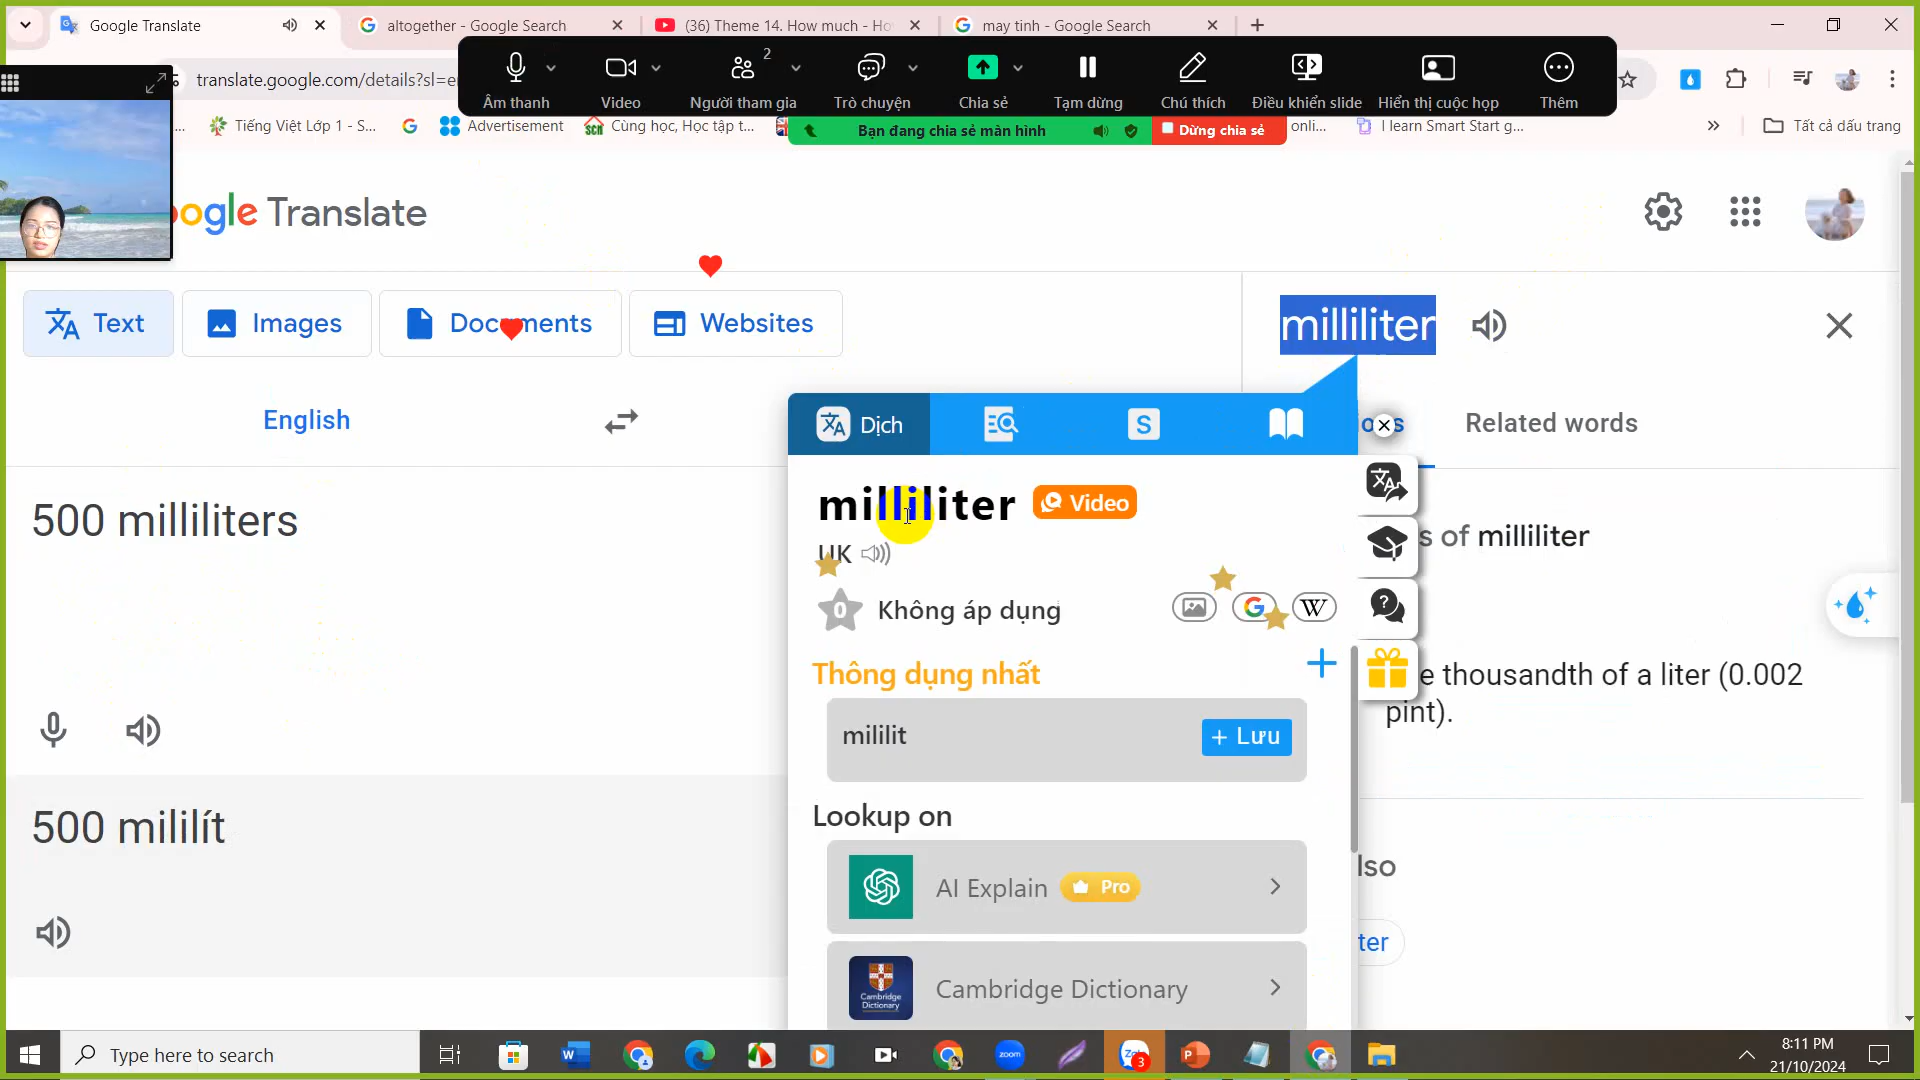 Google Translate
altogether - Google Search
(36) Theme 14. How much - Ho
may tinh - Google Search
translate.google.com/details?sl=e
Âm thanh
Video
2
Người tham gia
Trò chuyện
Chia sẻ
Tạm dừng
Chú thích
Điều khiển slide
Hiển thị cuộc họp
Thêm
Bạn đang chia sẻ màn hình
Dừng chia sẻ
...
Tiếng Việt Lớp 1 - S...
Advertisement
Cùng học, Học tập t...
onli...
I learn Smart Start g...
Tất cả dấu trang
ogle Translate
Text
Images
Documents
Websites
milliliter
English
Related words
500 milliliters
500 mililít
Dịch
S
milliliter
Video
UK
0
Không áp dụng
G
W
Thông dụng nhất
mililit
+ Lưu
Lookup on
AI Explain
Pro
Cambridge Dictionary
Cambridge Dictionary
s of milliliter
e thousandth of a liter (0.002
pint).
lso
ter
Type here to search
zoom
3
8:11 PM
21/10/2024